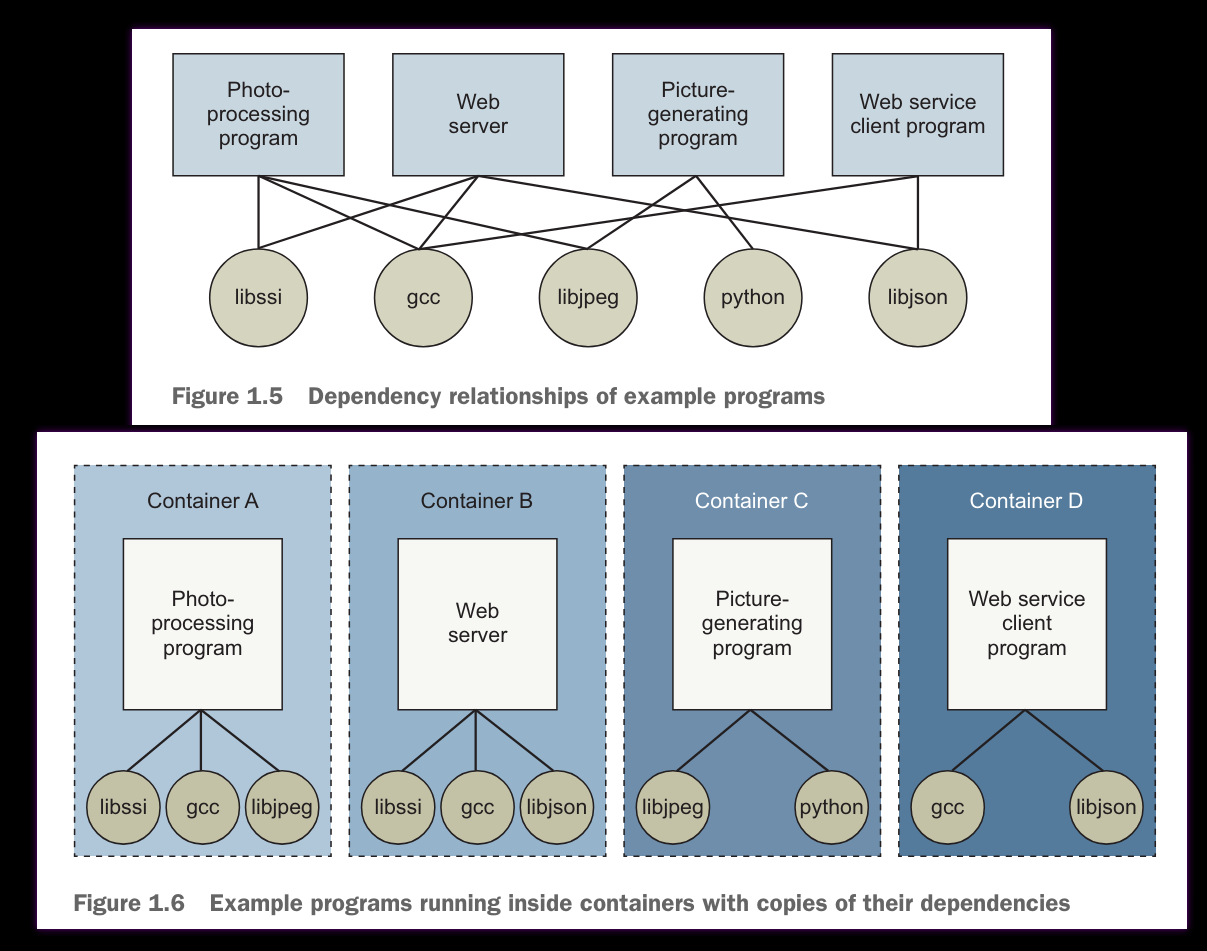 Photo-
processing
program
Web
server
Picture-
generating
program
Web service
client program
libssi
gcc
libjpeg
python
libjson
Figure 1.5 Dependency relationships of example programs
Container A
Container B
Container C
Container D
Photo-
processing
program
Web
server
Picture-
generating
program
Web service
client
program
libssi
gcc
libjpeg
libssi
gcc
libjson
libjpeg
python
gcc
libjson
Figure 1.6 Example programs running inside containers with copies of their dependencies